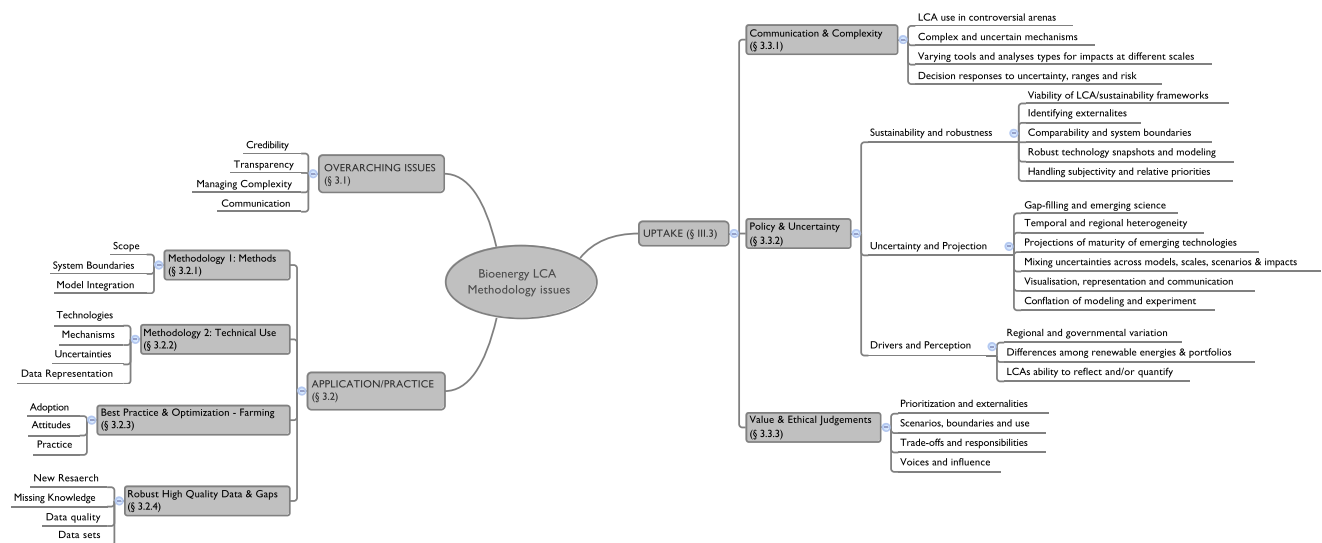 Bioenergy LCA
Methodology issues
OVERARCHING ISSUES
(§ 3.1)
Credibility
Transparency
Managing Complexity
Communication
APPLICATION/PRACTICE
(§ 3.2)
Methodology 1: Methods
(§ 3.2.1)
Scope
System Boundaries
Model Integration
Methodology 2: Technical Use
(§ 3.2.2)
Technologies
Mechanisms
Uncertainties
Data Representation
Best Practice & Optimization - Farming
(§ 3.2.3)
Adoption
Attitudes
Practice
Robust High Quality Data & Gaps
(§ 3.2.4)
New Resaerch
Missing Knowledge
Data quality
Data sets
UPTAKE (§ III.3)
Communication & Complexity
(§ 3.3.1)
LCA use in controversial arenas
Complex and uncertain mechanisms
Varying tools and analyses types for impacts at different scales
Decision responses to uncertainty, ranges and risk
Policy & Uncertainty
(§ 3.3.2)
Sustainability and robustness
Viability of LCA/sustainability frameworks
Identifying externalites
Comparability and system boundaries
Robust technology snapshots and modeling
Handling subjectivity and relative priorities
Uncertainty and Projection
Gap-filling and emerging science
Temporal and regional heterogeneity
Projections of maturity of emerging technologies
Mixing uncertainties across models, scales, scenarios & impacts
Visualisation, representation and communication
Conflation of modeling and experiment
Drivers and Perception
Regional and governmental variation
Differences among renewable energies & portfolios
LCAs ability to reflect and/or quantify
Value & Ethical Judgements
(§ 3.3.3)
Prioritization and externalities
Scenarios, boundaries and use
Trade-offs and responsibilities
Voices and influence